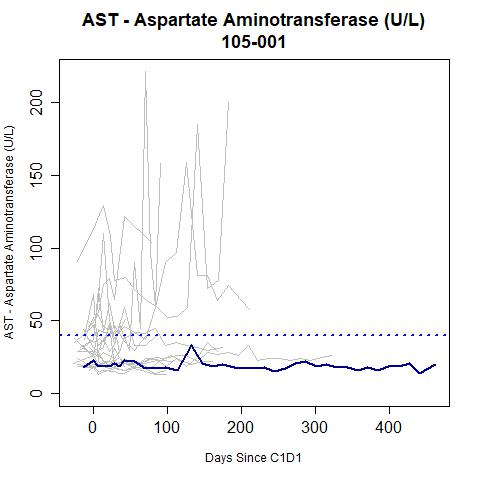 AST - Aspartate Aminotransferase (U/L)
105-001
AST - Aspartate Aminotransferase (U/L)
200
150
100
50
0
0 100 200 300 400
Days Since C1D1